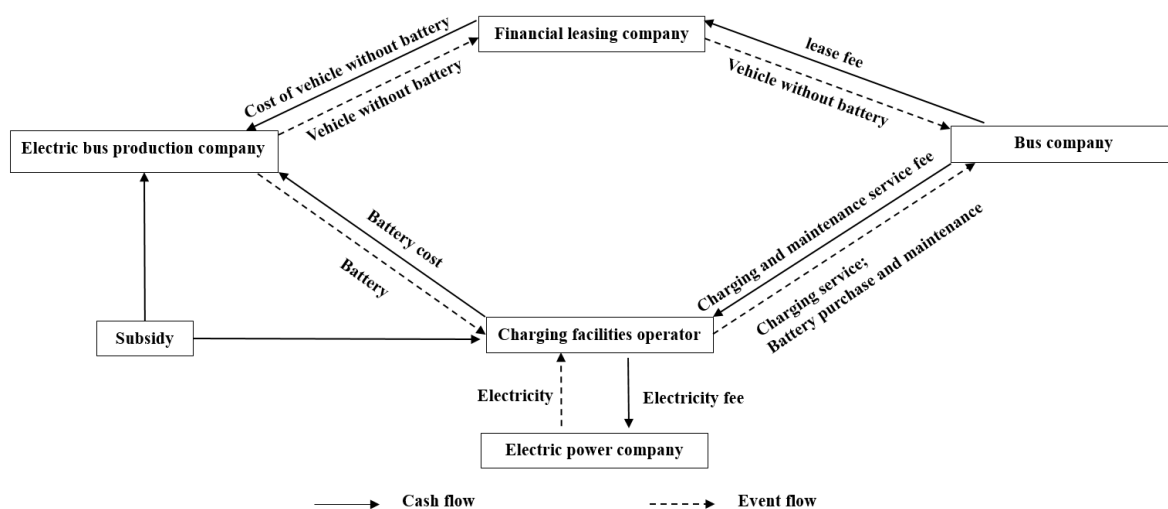 Financial leasing company
Cost of vehicle without battery
Vehicle without battery
lease fee
Vehicle without battery
Electric bus production company
Bus company
Battery cost
Battery
Charging and maintenance service fee
Charging service;
Battery purchase and maintenance
Subsidy
Charging facilities operator
Electricity
Electricity fee
Electric power company
Cash flow
Event flow